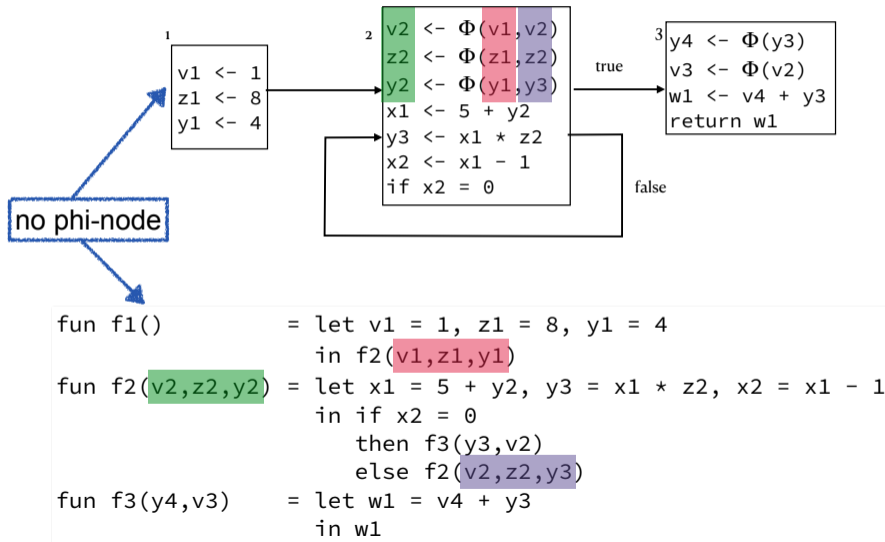 1
v1 <- 1
z1 <- 8
y1 <- 4
2
v2 <- Φ(v1,v2)
z2 <- Φ(z1,z2)
y2 <- Φ(y1,y3)
x1 <- 5 + y2
y3 <- x1 * z2
x2 <- x1 - 1
if x2 = 0
true
false
3
y4 <- Φ(y3)
v3 <- Φ(v2)
w1 <- v4 + y3
return w1
no phi-node
fun f1() = let v1 = 1, z1 = 8, y1 = 4
in f2(v1,z1,y1)
fun f2(v2,z2,y2) = let x1 = 5 + y2, y3 = x1 * z2, x2 = x1 - 1
in if x2 = 0
then f3(y3,v2)
else f2(v2,z2,y3)
fun f3(y4,v3) = let w1 = v4 + y3
in w1